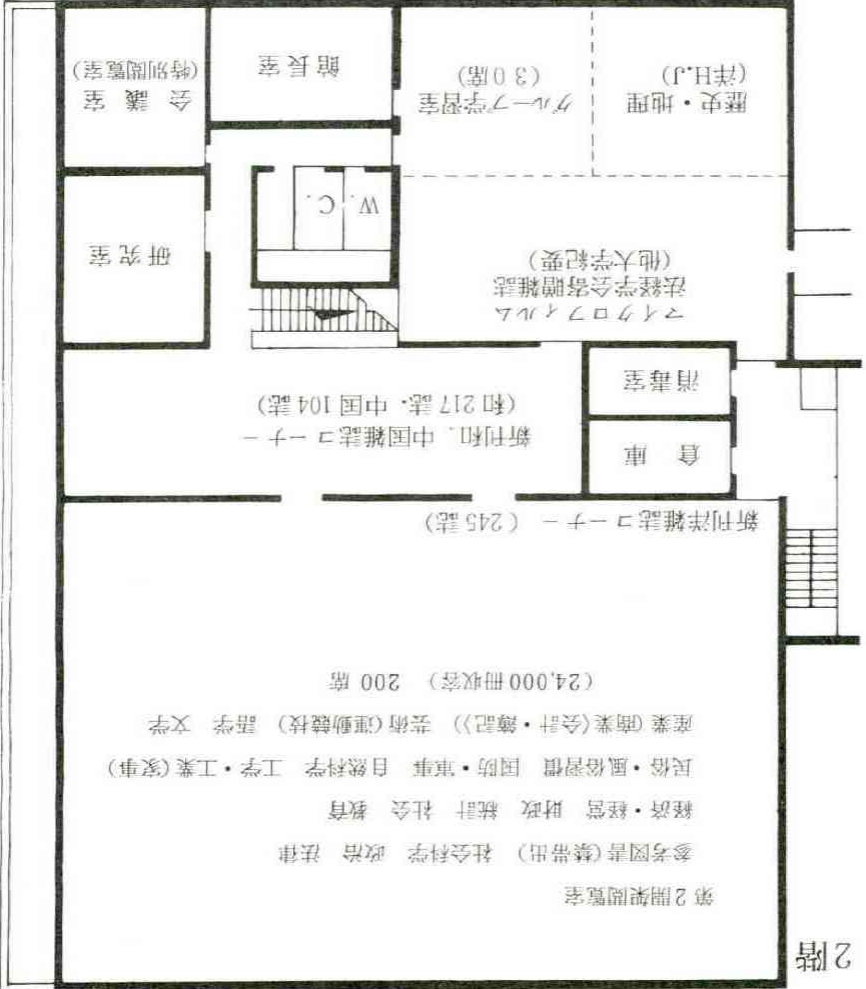 2階
第2開架閲覧室
参考図書(禁帯出) 社会科学 政治 法律
経済・経営 財政 統計 社会 教育
民俗・風俗習慣 国防・軍事 自然科学 工学・工業(家事)
産業(商業(会計・簿記)) 芸術(運動競技) 語学 文学
(24,000冊収容) 200席
新刊洋雑誌コーナー (245誌)
倉庫
消毒室
新刊和.中国雑誌コーナー
(和217誌.中国104誌)
マイクロフィルム
法経学会寄贈雑誌
(他大学紀要)
W.C.
研究室
歴史・地理
(洋H.J)
グループ学習室
(30席)
館長室
会議室
(特別閲覧室)